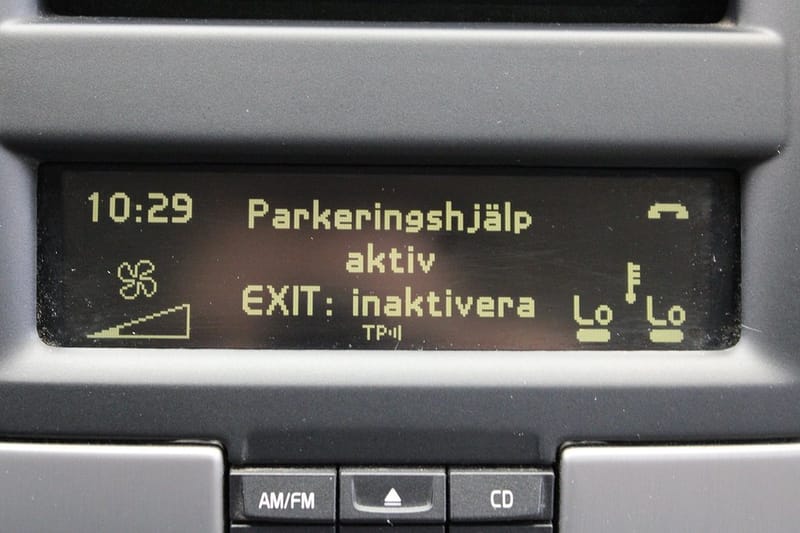 10:29
Parkeringshjälp
aktiv
EXIT: inaktivera
TP
Lo Lo
AM/FM CD